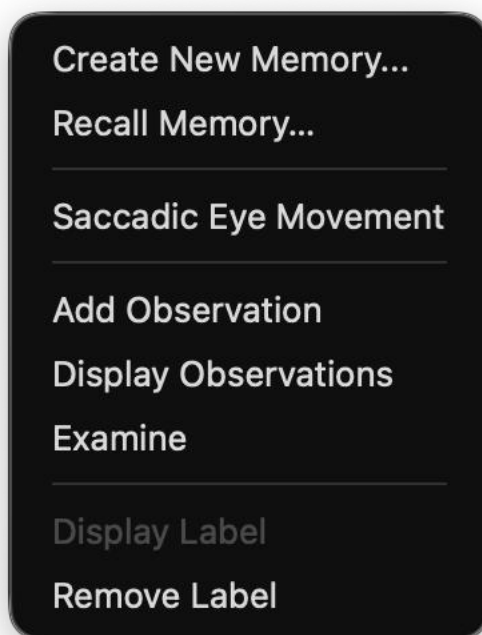 Create New Memory...
Recall Memory...
Saccadic Eye Movement
Add Observation
Display Observations
Examine
Display Label
Remove Label